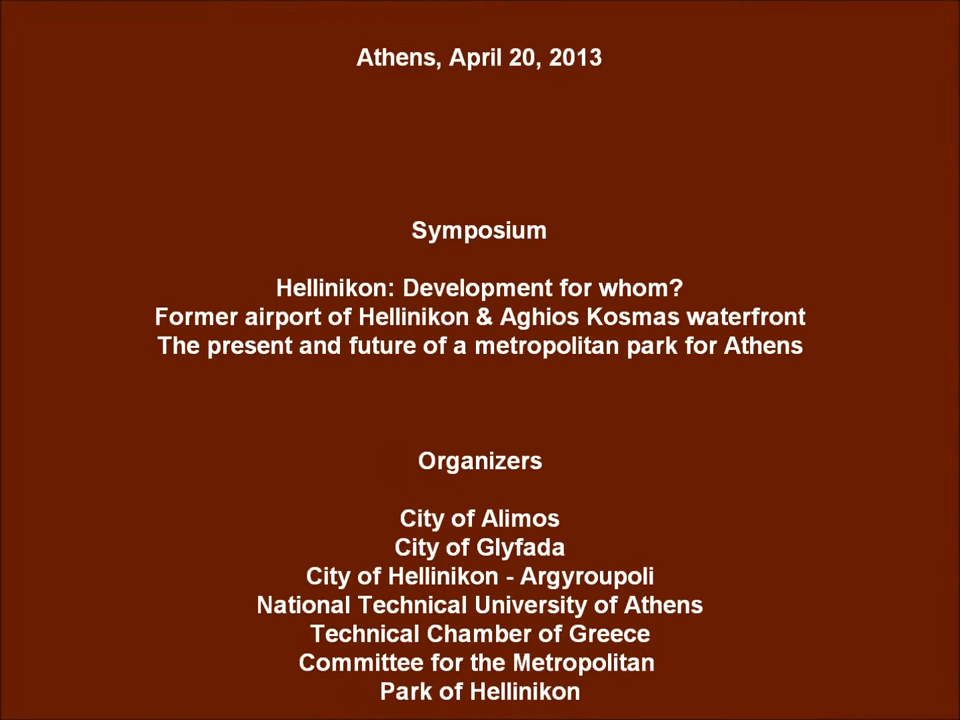 Athens, April 20, 2013
Symposium
Hellinikon: Development for whom?
Former airport of Hellinikon & Aghios Kosmas waterfront
The present and future of a metropolitan park for Athens
Organizers
City of Alimos
City of Glyfada
City of Hellinikon - Argyroupoli
National Technical University of Athens
Technical Chamber of Greece
Committee for the Metropolitan
Park of Hellinikon